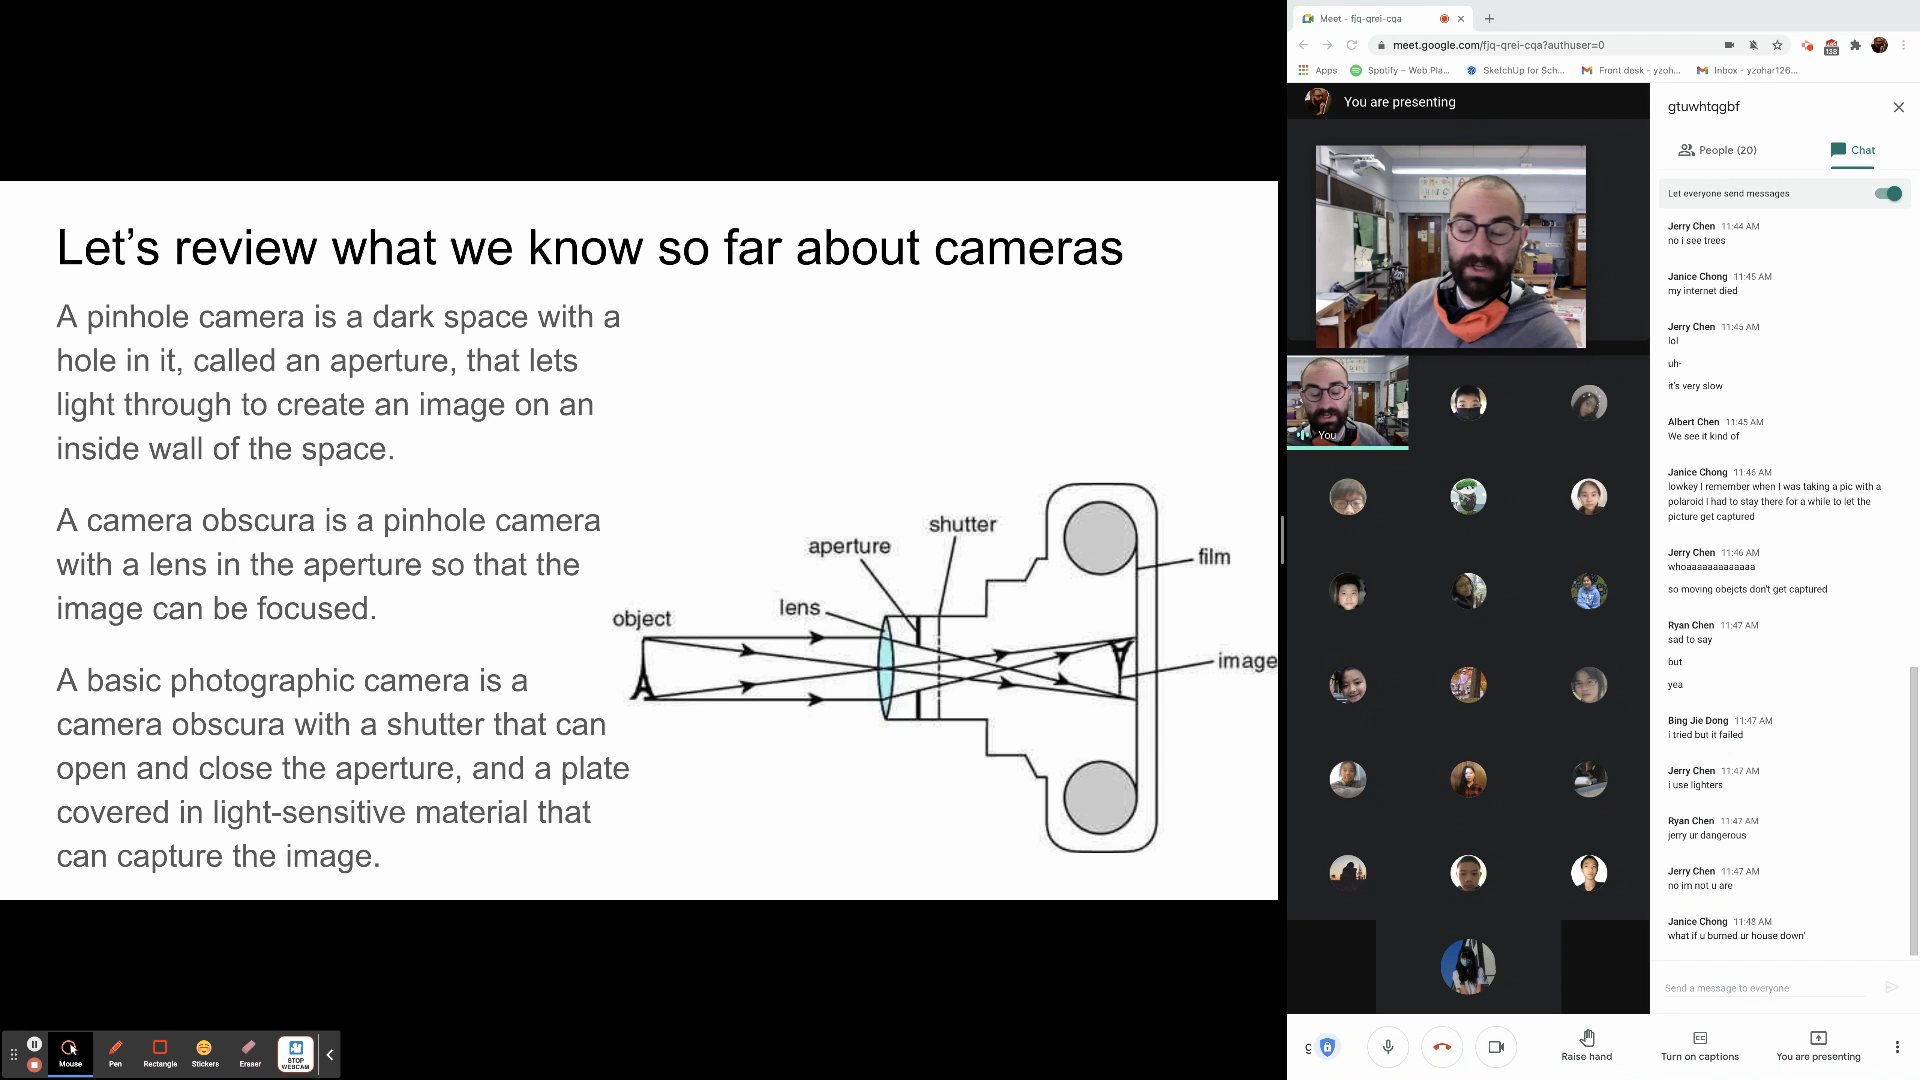 Let's review what we know so far about cameras
A pinhole camera is a dark space with a
hole in it, called an aperture, that lets
light through to create an image on an
inside wall of the space.
A camera obscura is a pinhole camera
with a lens in the aperture so that the
image can be focused.
A basic photographic camera is a
camera obscura with a shutter that can
open and close the aperture, and a plate
covered in light-sensitive material that
can capture the image.
shutter
aperture
film
lens
object
image
Mouse
Pen
Rectangle
Stickers
Eraser
STOP
WEBCAM
Meet - fjq-qrei-cqa
meet.google.com/fjq-qrei-cqa?authuser=0
138
Apps
Spotify – Web Pla...
SketchUp for Sch...
Front desk - yzoh...
Inbox - yzohar126...
You are presenting
You
gtuwhtqgbf
People (20)
Chat
Let everyone send messages
Jerry Chen 11:44 AM
no i see trees
Janice Chong 11:45 AM
my internet died
Jerry Chen 11:45 AM
lol
uh-
it's very slow
Albert Chen 11:45 AM
We see it kind of
Janice Chong 11:46 AM
lowkey I remember when I was taking a pic with a
polaroid I had to stay there for a while to let the
picture get captured
Jerry Chen 11:46 AM
whoaaaaaaaaaaaaa
so moving obejcts don't get captured
Ryan Chen 11:47 AM
sad to say
but
yea
Bing Jie Dong 11:47 AM
i tried but it failed
Jerry Chen 11:47 AM
i use lighters
Ryan Chen 11:47 AM
jerry ur dangerous
Jerry Chen 11:47 AM
no im not u are
Janice Chong 11:48 AM
what if u burned ur house down'
Send a message to everyone
g
Raise hand
Turn on captions
You are presenting